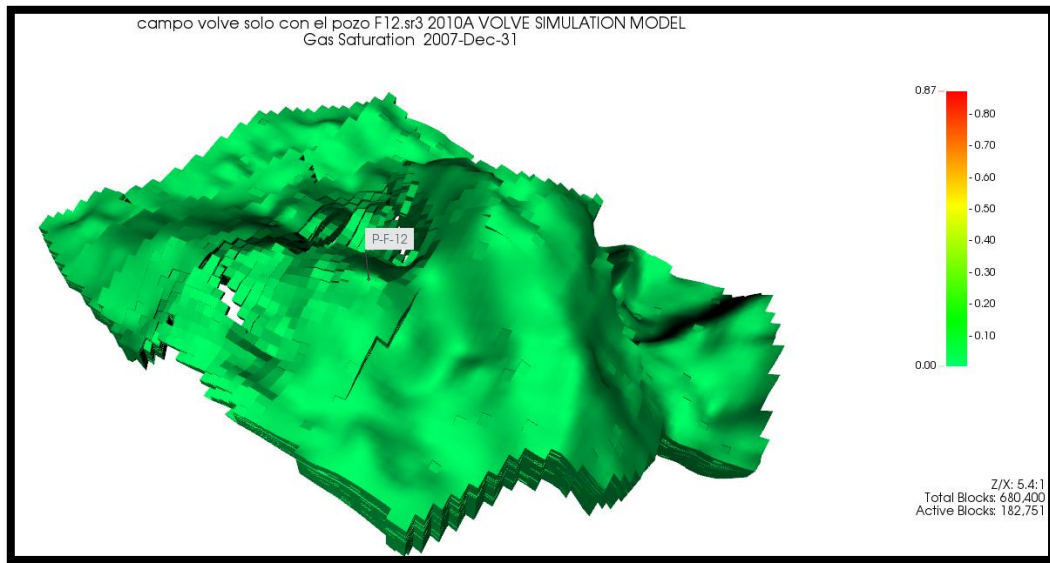 campo volve solo con el pozo F12.sr3 2010A VOLVE SIMULATION MODEL
Gas Saturation 2007-Dec-31
0.87
0.80
0.70
0.60
0.50
0.40
0.30
0.20
0.10
0.00
P-F-12
Z/X: 5.4:1
Total Blocks: 680,400
Active Blocks: 182,751